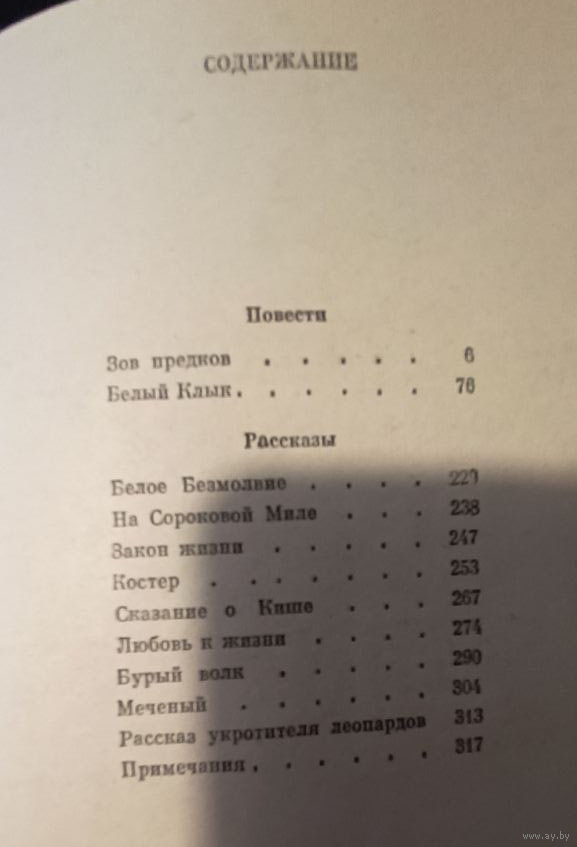 СОДЕРЖАНИЕ
Повести
Зов предков . . . . . 6
Белый Клык. . . . . . 76
Рассказы
Белое Безмолвие . . . . 229
На Сороковой Миле . . . 238
Закон жизни . . . . . 247
Костер . . . . . . . 253
Сказание о Кише . . . 267
Любовь к жизни . . . . 274
Бурый волк . . . . . 290
Меченый . . . . . . 304
Рассказ укротителя леопардов 313
Примечания. . . . . . 317
www.ay.by